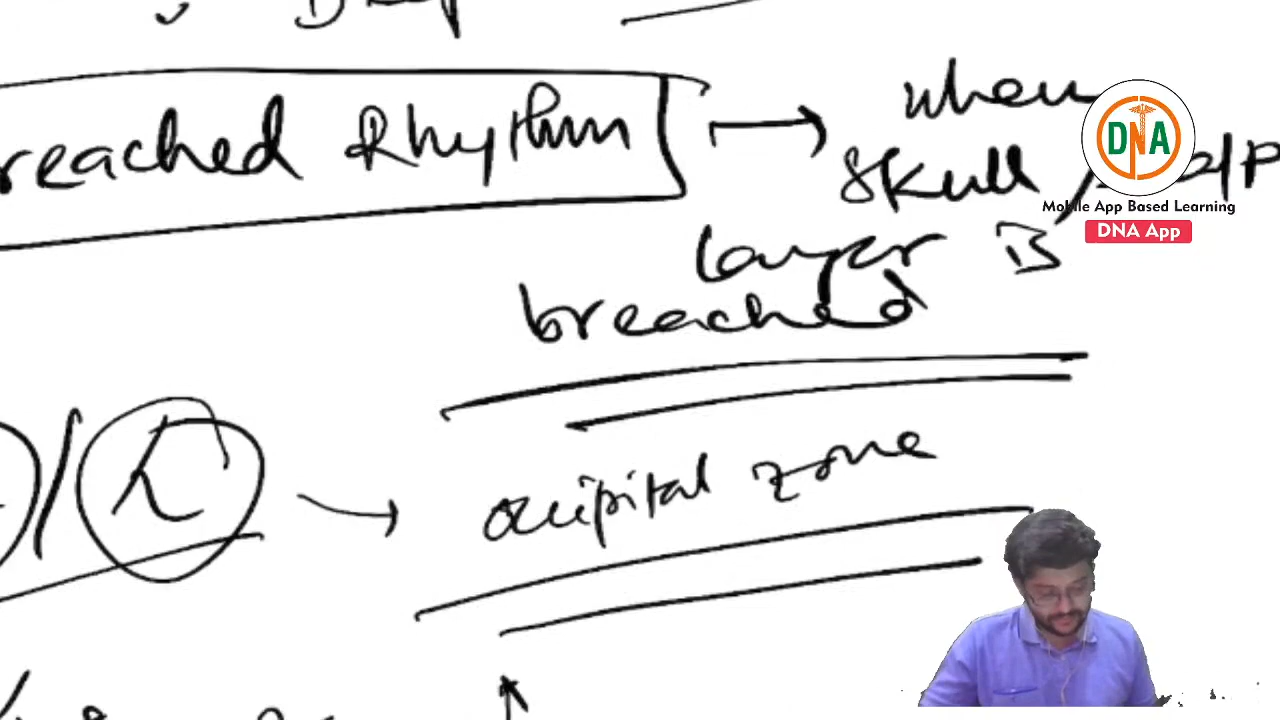 reached Rhythm → when
skull /
layer is
breached
/ λ → occipital zone
DNA
Mobile App Based Learning
DNA App